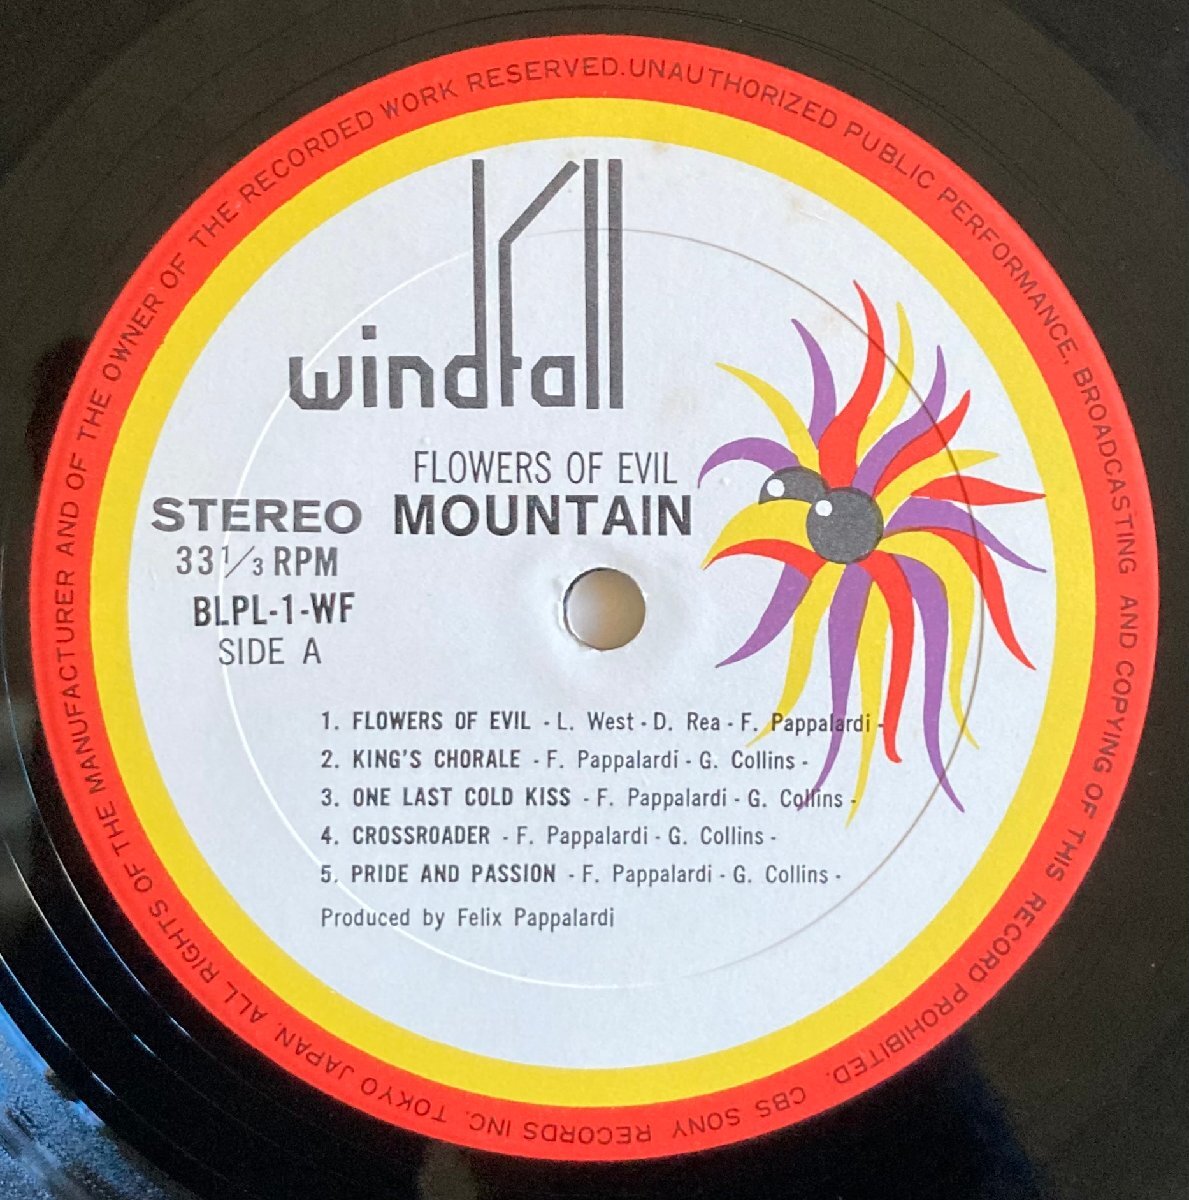 windfall
FLOWERS OF EVIL
MOUNTAIN
STEREO
33 1/3 RPM
BLPL-1-WF
SIDE A
1. FLOWERS OF EVIL - L. West - D. Rea - F. Pappalardi -
2. KING'S CHORALE - F. Pappalardi - G. Collins -
3. ONE LAST COLD KISS - F. Pappalardi - G. Collins -
4. CROSSROADER - F. Pappalardi - G. Collins -
5. PRIDE AND PASSION - F. Pappalardi - G. Collins -
Produced by Felix Pappalardi
ALL RIGHTS OF THE MANUFACTURER AND OF THE OWNER OF THE RECORDED WORK RESERVED.UNAUTHORIZED PUBLIC PERFORMANCE, BROADCASTING AND COPYING OF THIS RECORD PROHIBITED. CBS SONY RECORDS INC. TOKYO JAPAN.